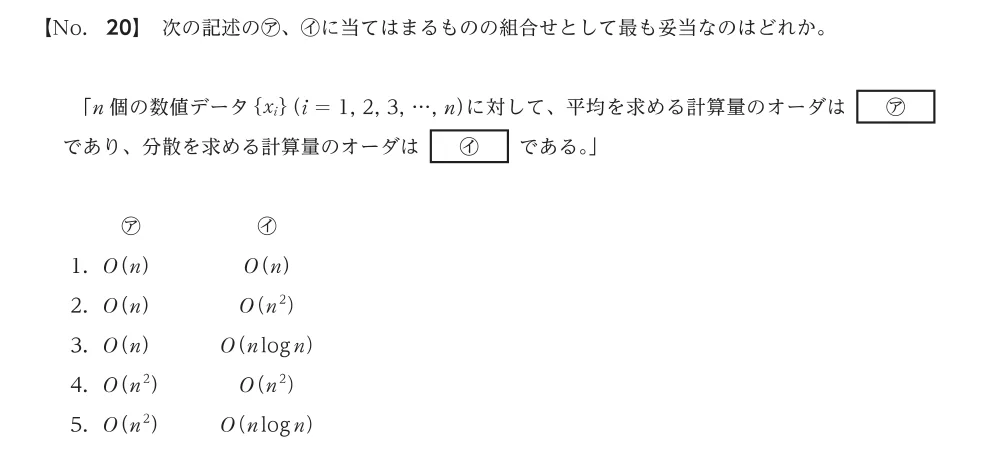 【No. 20】 次の記述の㋐、㋑に当てはまるものの組合せとして最も妥当なのはどれか。
「n 個の数値データ {xᵢ} (i = 1, 2, 3, …, n)に対して、平均を求める計算量のオーダは ㋐
であり、分散を求める計算量のオーダは ㋑ である。」
㋐ ㋑
1. O(n) O(n)
2. O(n) O(n²)
3. O(n) O(n log n)
4. O(n²) O(n²)
5. O(n²) O(n log n)